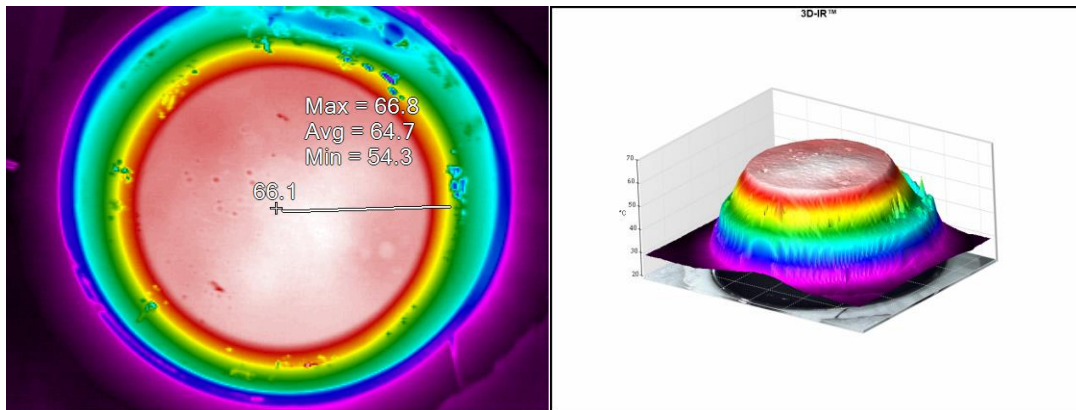 Max = 66.8
Avg = 64.7
Min = 54.3
66.1
3D-IR™
70
60
50
40
30
20
°C